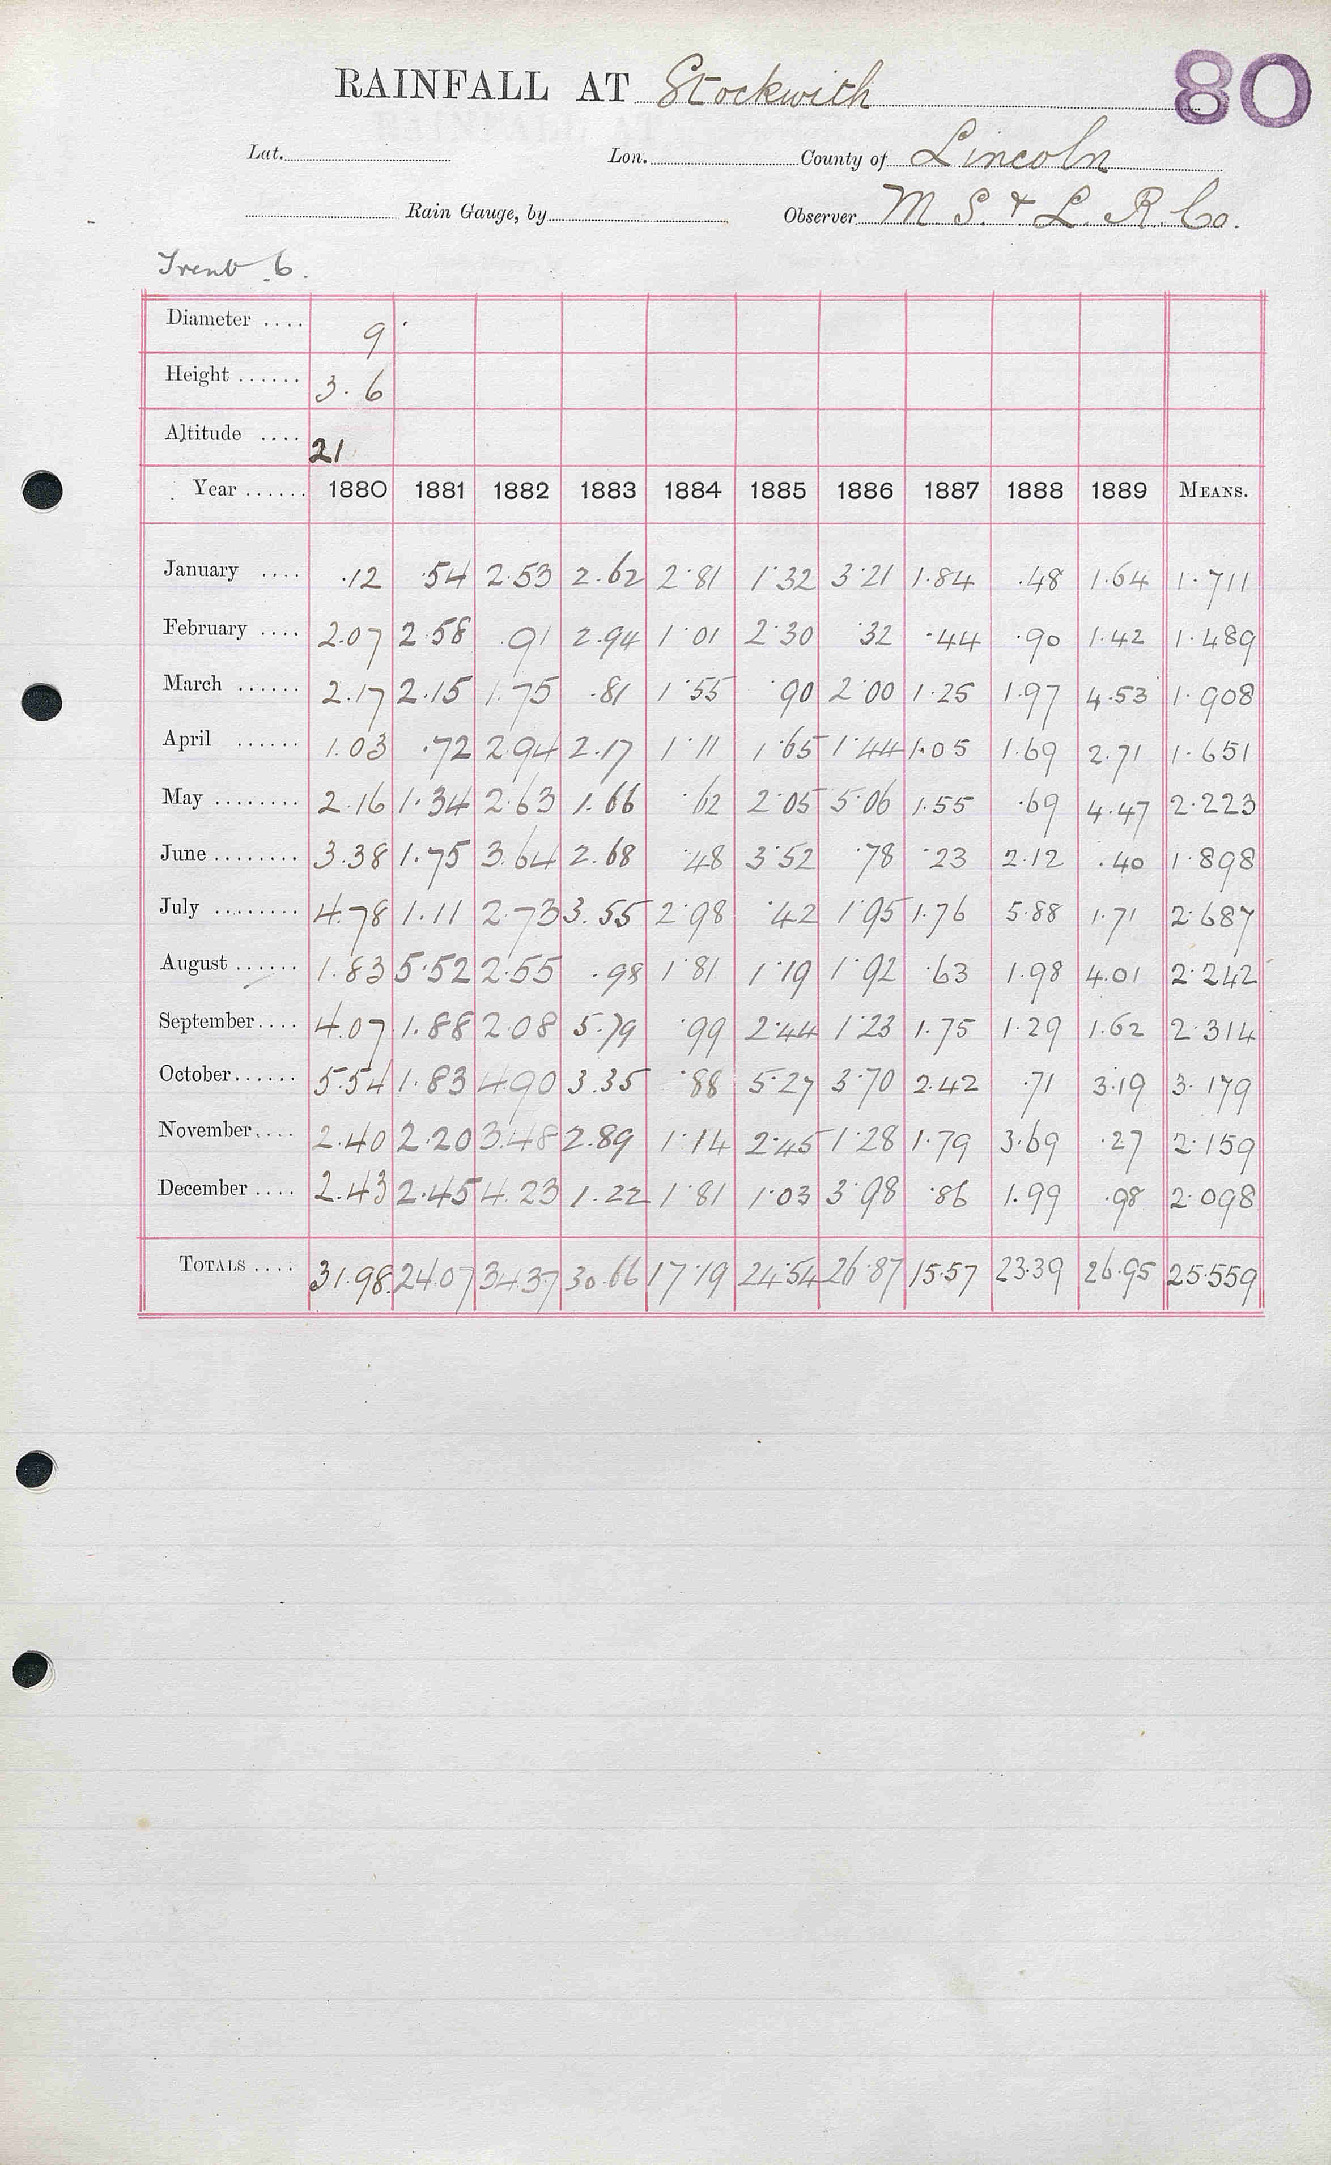 RAINFALL AT Stockwith 80
Lat. Lon. County of Lincoln
Rain Gauge, by Observer M. S. & L. R. Co.
Trent 6.
Diameter .... 9
Height ...... 3.6
Altitude .... 21
Year ...... 1880 1881 1882 1883 1884 1885 1886 1887 1888 1889 MEANS.
January .... .12 .54 2.53 2.62 2.81 1.32 3.21 1.84 .48 1.64 1.711
February .... 2.07 2.58 .91 2.94 1.01 2.30 .32 .44 .90 1.42 1.489
March ...... 2.17 2.15 1.75 .81 1.55 .90 2.00 1.25 1.97 4.53 1.908
April ...... 1.03 .72 2.94 2.17 1.11 1.65 1.44 1.05 1.69 2.71 1.651
May ........ 2.16 1.34 2.63 1.66 .62 2.05 5.06 1.55 .69 4.47 2.223
June ........ 3.38 1.75 3.64 2.68 .48 3.52 .78 .23 2.12 .40 1.898
July ........ 4.78 1.11 2.73 3.55 2.98 .42 1.95 1.76 5.88 1.71 2.687
August ...... 1.83 5.52 2.55 .98 1.81 1.19 1.92 .63 1.98 4.01 2.242
September .... 4.07 1.88 2.08 5.79 .99 2.44 1.23 1.75 1.29 1.62 2.314
October ...... 5.54 1.83 4.90 3.35 .88 5.27 3.70 2.42 .71 3.19 3.179
November .... 2.40 2.20 3.48 2.89 1.14 2.45 1.28 1.79 3.69 .27 2.159
December .... 2.43 2.45 4.23 1.22 1.81 1.03 3.98 .86 1.99 .98 2.098
TOTALS .... 31.98 24.07 34.37 30.66 17.19 24.54 26.87 15.57 23.39 26.95 25.559